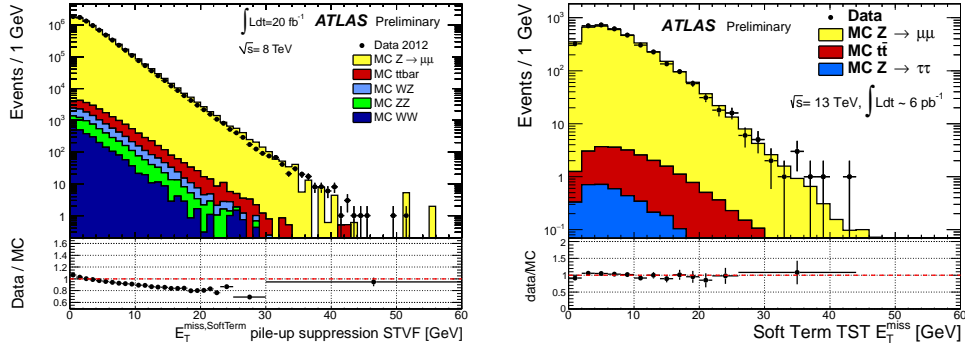 ∫Ldt=20 fb⁻¹ ATLAS Preliminary
√s= 8 TeV
Data 2012
MC Z → μμ
MC ttbar
MC WZ
MC ZZ
MC WW
Events / 1 GeV
10⁶
10⁵
10⁴
10³
10²
10
1
Data / MC
1.6
1.4
1.2
1
0.8
0.6
0 10 20 30 40 50 60
E_T^miss,SoftTerm pile-up suppression STVF [GeV]
ATLAS Preliminary
Data
MC Z → μμ
MC tt̄
MC Z → ττ
√s = 13 TeV, ∫Ldt ~ 6 pb⁻¹
Events / 1 GeV
10³
10²
10
1
10⁻¹
data/MC
2
1.5
1
0.5
0 10 20 30 40 50 60
Soft Term TST E_T^miss [GeV]